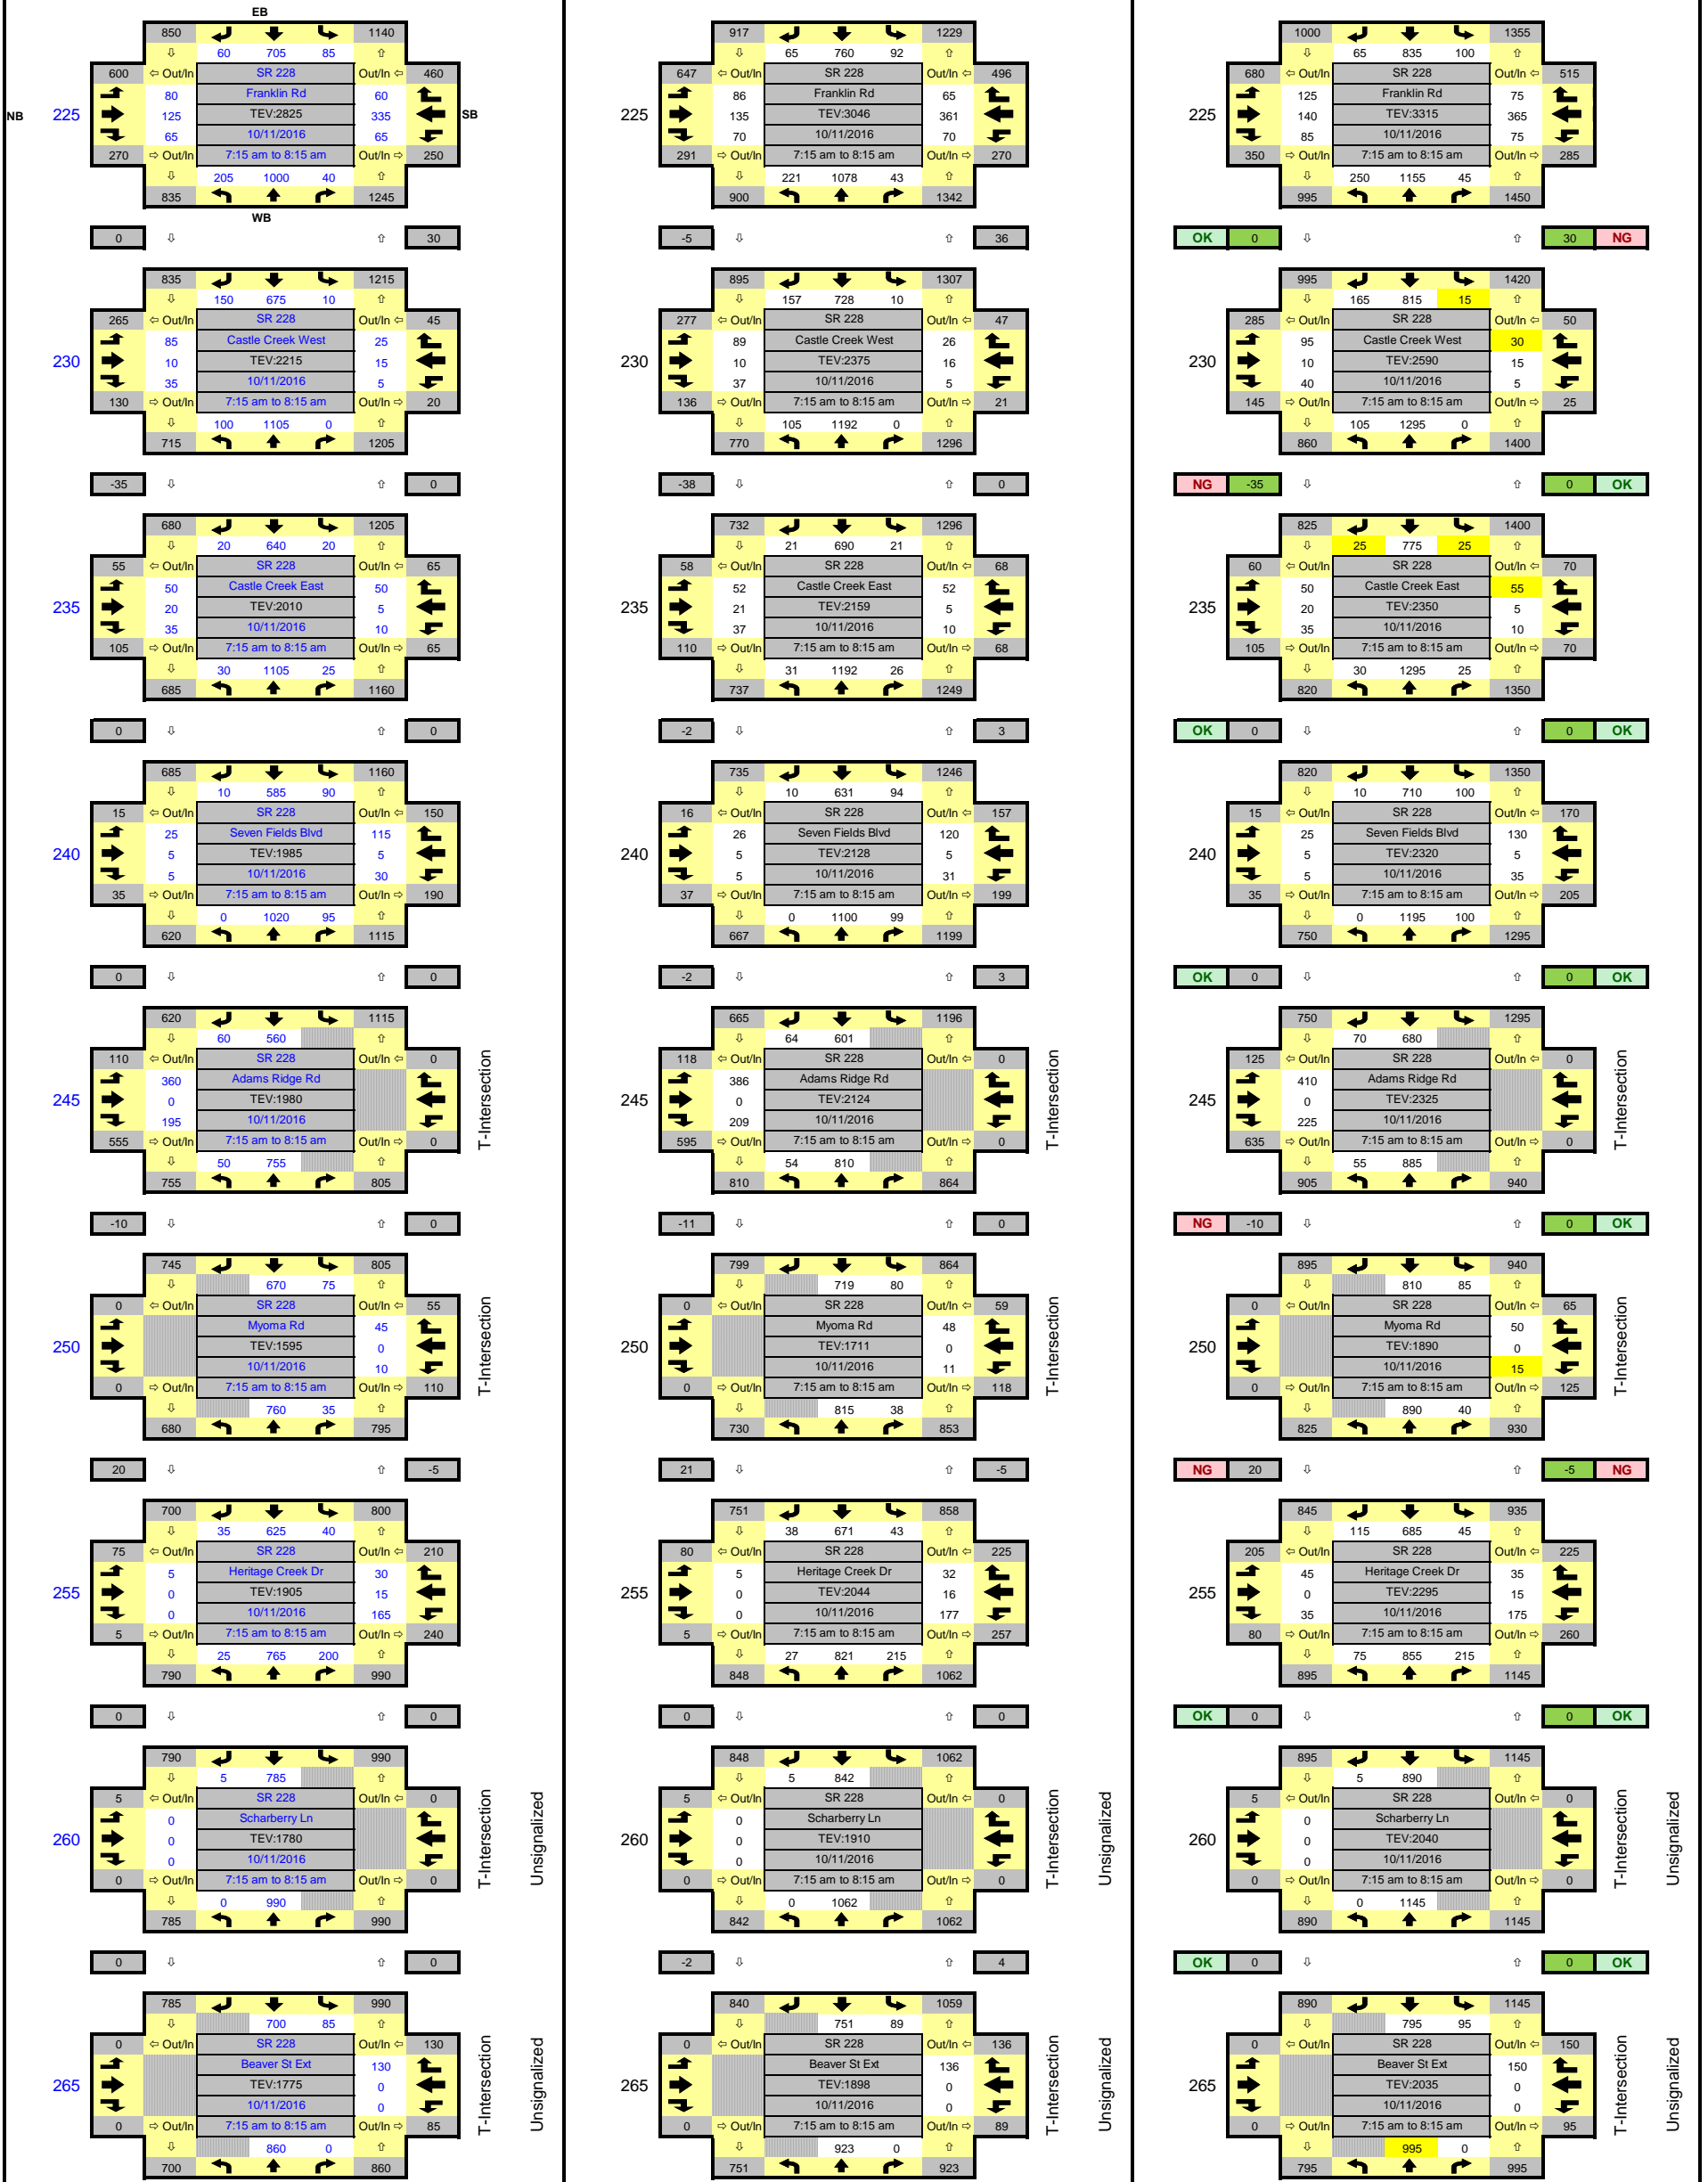 EB
850 1140
60 705 85
600 Out/In SR 228 Out/In 460
80 Franklin Rd 60
NB 225 125 TEV:2825 335 SB
65 10/11/2016 65
270 Out/In 7:15 am to 8:15 am Out/In 250
205 1000 40
835 1245
WB
0 30
835 1215
150 675 10
265 Out/In SR 228 Out/In 45
85 Castle Creek West 25
230 10 TEV:2215 15
35 10/11/2016 5
130 Out/In 7:15 am to 8:15 am Out/In 20
100 1105 0
715 1205
-35 0
680 1205
20 640 20
55 Out/In SR 228 Out/In 65
50 Castle Creek East 50
235 20 TEV:2010 5
35 10/11/2016 10
105 Out/In 7:15 am to 8:15 am Out/In 65
30 1105 25
685 1160
0 0
685 1160
10 585 90
15 Out/In SR 228 Out/In 150
25 Seven Fields Blvd 115
240 5 TEV:1985 5
5 10/11/2016 30
35 Out/In 7:15 am to 8:15 am Out/In 190
0 1020 95
620 1115
0 0
620 1115
60 560
110 Out/In SR 228 Out/In 0
360 Adams Ridge Rd
245 0 TEV:1980
195 10/11/2016
555 Out/In 7:15 am to 8:15 am Out/In 0
50 755
755 805
T-Intersection
-10 0
745 805
670 75
0 Out/In SR 228 Out/In 55
Myoma Rd 45
250 TEV:1595 0
10/11/2016 10
0 Out/In 7:15 am to 8:15 am Out/In 110
760 35
680 795
T-Intersection
20 -5
700 800
35 625 40
75 Out/In SR 228 Out/In 210
5 Heritage Creek Dr 30
255 0 TEV:1905 15
0 10/11/2016 165
5 Out/In 7:15 am to 8:15 am Out/In 240
25 765 200
790 990
0 0
790 990
5 785
5 Out/In SR 228 Out/In 0
0 Scharberry Ln
260 0 TEV:1780
0 10/11/2016
0 Out/In 7:15 am to 8:15 am Out/In 0
0 990
785 990
T-Intersection
Unsignalized
0 0
785 990
700 85
0 Out/In SR 228 Out/In 130
Beaver St Ext 130
265 TEV:1775 0
10/11/2016 0
0 Out/In 7:15 am to 8:15 am Out/In 85
860 0
700 860
T-Intersection
Unsignalized
917 1229
65 760 92
647 Out/In SR 228 Out/In 496
86 Franklin Rd 65
225 135 TEV:3046 361
70 10/11/2016 70
291 Out/In 7:15 am to 8:15 am Out/In 270
221 1078 43
900 1342
-5 36
895 1307
157 728 10
277 Out/In SR 228 Out/In 47
89 Castle Creek West 26
230 10 TEV:2375 16
37 10/11/2016 5
136 Out/In 7:15 am to 8:15 am Out/In 21
105 1192 0
770 1296
-38 0
732 1296
21 690 21
58 Out/In SR 228 Out/In 68
52 Castle Creek East 52
235 21 TEV:2159 5
37 10/11/2016 10
110 Out/In 7:15 am to 8:15 am Out/In 68
31 1192 26
737 1249
-2 3
735 1246
10 631 94
16 Out/In SR 228 Out/In 157
26 Seven Fields Blvd 120
240 5 TEV:2128 5
5 10/11/2016 31
37 Out/In 7:15 am to 8:15 am Out/In 199
0 1100 99
667 1199
-2 3
665 1196
64 601
118 Out/In SR 228 Out/In 0
386 Adams Ridge Rd
245 0 TEV:2124
209 10/11/2016
595 Out/In 7:15 am to 8:15 am Out/In 0
54 810
810 864
T-Intersection
-11 0
799 864
719 80
0 Out/In SR 228 Out/In 59
Myoma Rd 48
250 TEV:1711 0
10/11/2016 11
0 Out/In 7:15 am to 8:15 am Out/In 118
815 38
730 853
T-Intersection
21 -5
751 858
38 671 43
80 Out/In SR 228 Out/In 225
5 Heritage Creek Dr 32
255 0 TEV:2044 16
0 10/11/2016 177
5 Out/In 7:15 am to 8:15 am Out/In 257
27 821 215
848 1062
0 0
848 1062
5 842
5 Out/In SR 228 Out/In 0
0 Scharberry Ln
260 0 TEV:1910
0 10/11/2016
0 Out/In 7:15 am to 8:15 am Out/In 0
0 1062
842 1062
T-Intersection
Unsignalized
-2 4
840 1059
751 89
0 Out/In SR 228 Out/In 136
Beaver St Ext 136
265 TEV:1898 0
10/11/2016 0
0 Out/In 7:15 am to 8:15 am Out/In 89
923 0
751 923
T-Intersection
Unsignalized
1000 1355
65 835 100
680 Out/In SR 228 Out/In 515
125 Franklin Rd 75
225 140 TEV:3315 365
85 10/11/2016 75
350 Out/In 7:15 am to 8:15 am Out/In 285
250 1155 45
995 1450
OK 0 30 NG
995 1420
165 815 15
285 Out/In SR 228 Out/In 50
95 Castle Creek West 30
230 10 TEV:2590 15
40 10/11/2016 5
145 Out/In 7:15 am to 8:15 am Out/In 25
105 1295 0
860 1400
NG -35 0 OK
825 1400
25 775 25
60 Out/In SR 228 Out/In 70
50 Castle Creek East 55
235 20 TEV:2350 5
35 10/11/2016 10
105 Out/In 7:15 am to 8:15 am Out/In 70
30 1295 25
820 1350
OK 0 0 OK
820 1350
10 710 100
15 Out/In SR 228 Out/In 170
25 Seven Fields Blvd 130
240 5 TEV:2320 5
5 10/11/2016 35
35 Out/In 7:15 am to 8:15 am Out/In 205
0 1195 100
750 1295
OK 0 0 OK
750 1295
70 680
125 Out/In SR 228 Out/In 0
410 Adams Ridge Rd
245 0 TEV:2325
225 10/11/2016
635 Out/In 7:15 am to 8:15 am Out/In 0
55 885
905 940
T-Intersection
NG -10 0 OK
895 940
810 85
0 Out/In SR 228 Out/In 65
Myoma Rd 50
250 TEV:1890 0
10/11/2016 15
0 Out/In 7:15 am to 8:15 am Out/In 125
890 40
825 930
T-Intersection
NG 20 -5 NG
845 935
115 685 45
205 Out/In SR 228 Out/In 225
45 Heritage Creek Dr 35
255 0 TEV:2295 15
35 10/11/2016 175
80 Out/In 7:15 am to 8:15 am Out/In 260
75 855 215
895 1145
OK 0 0 OK
895 1145
5 890
5 Out/In SR 228 Out/In 0
0 Scharberry Ln
260 0 TEV:2040
0 10/11/2016
0 Out/In 7:15 am to 8:15 am Out/In 0
0 1145
890 1145
T-Intersection
Unsignalized
OK 0 0 OK
890 1145
795 95
0 Out/In SR 228 Out/In 150
Beaver St Ext 150
265 TEV:2035 0
10/11/2016 0
0 Out/In 7:15 am to 8:15 am Out/In 95
995 0
795 995
T-Intersection
Unsignalized